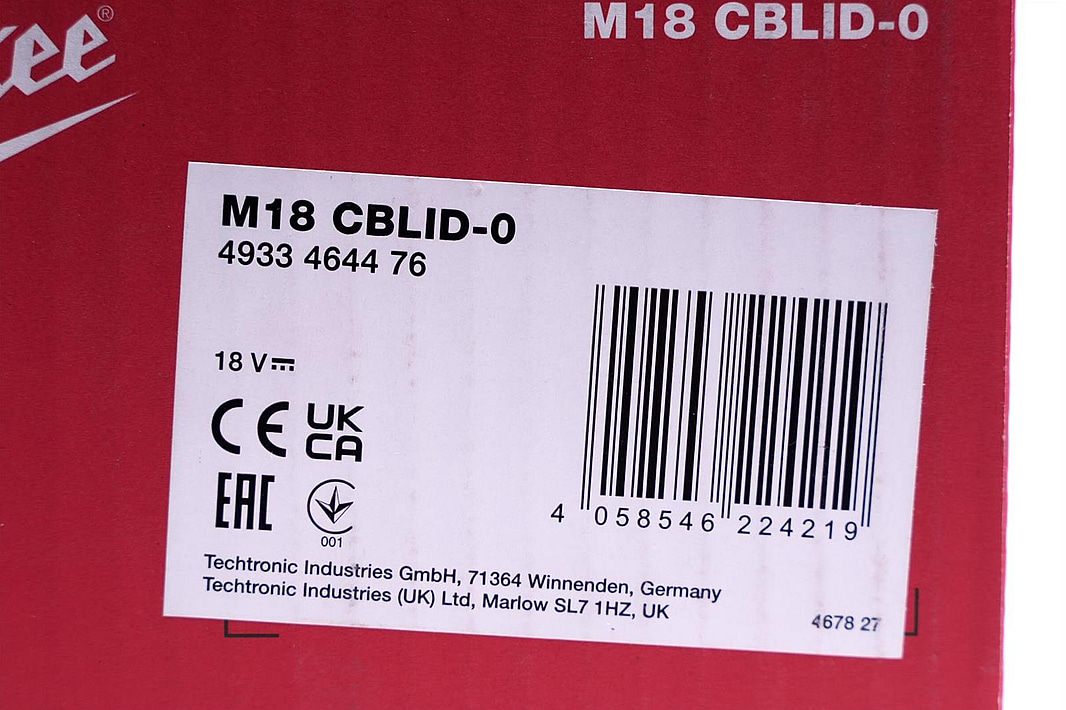 M18 CBLID-0
M18 CBLID-0
4933 4644 76
18 V
CE UK
CA
EAC
001
4 058546 224219
Techtronic Industries GmbH, 71364 Winnenden, Germany
Techtronic Industries (UK) Ltd, Marlow SL7 1HZ, UK
4678 27